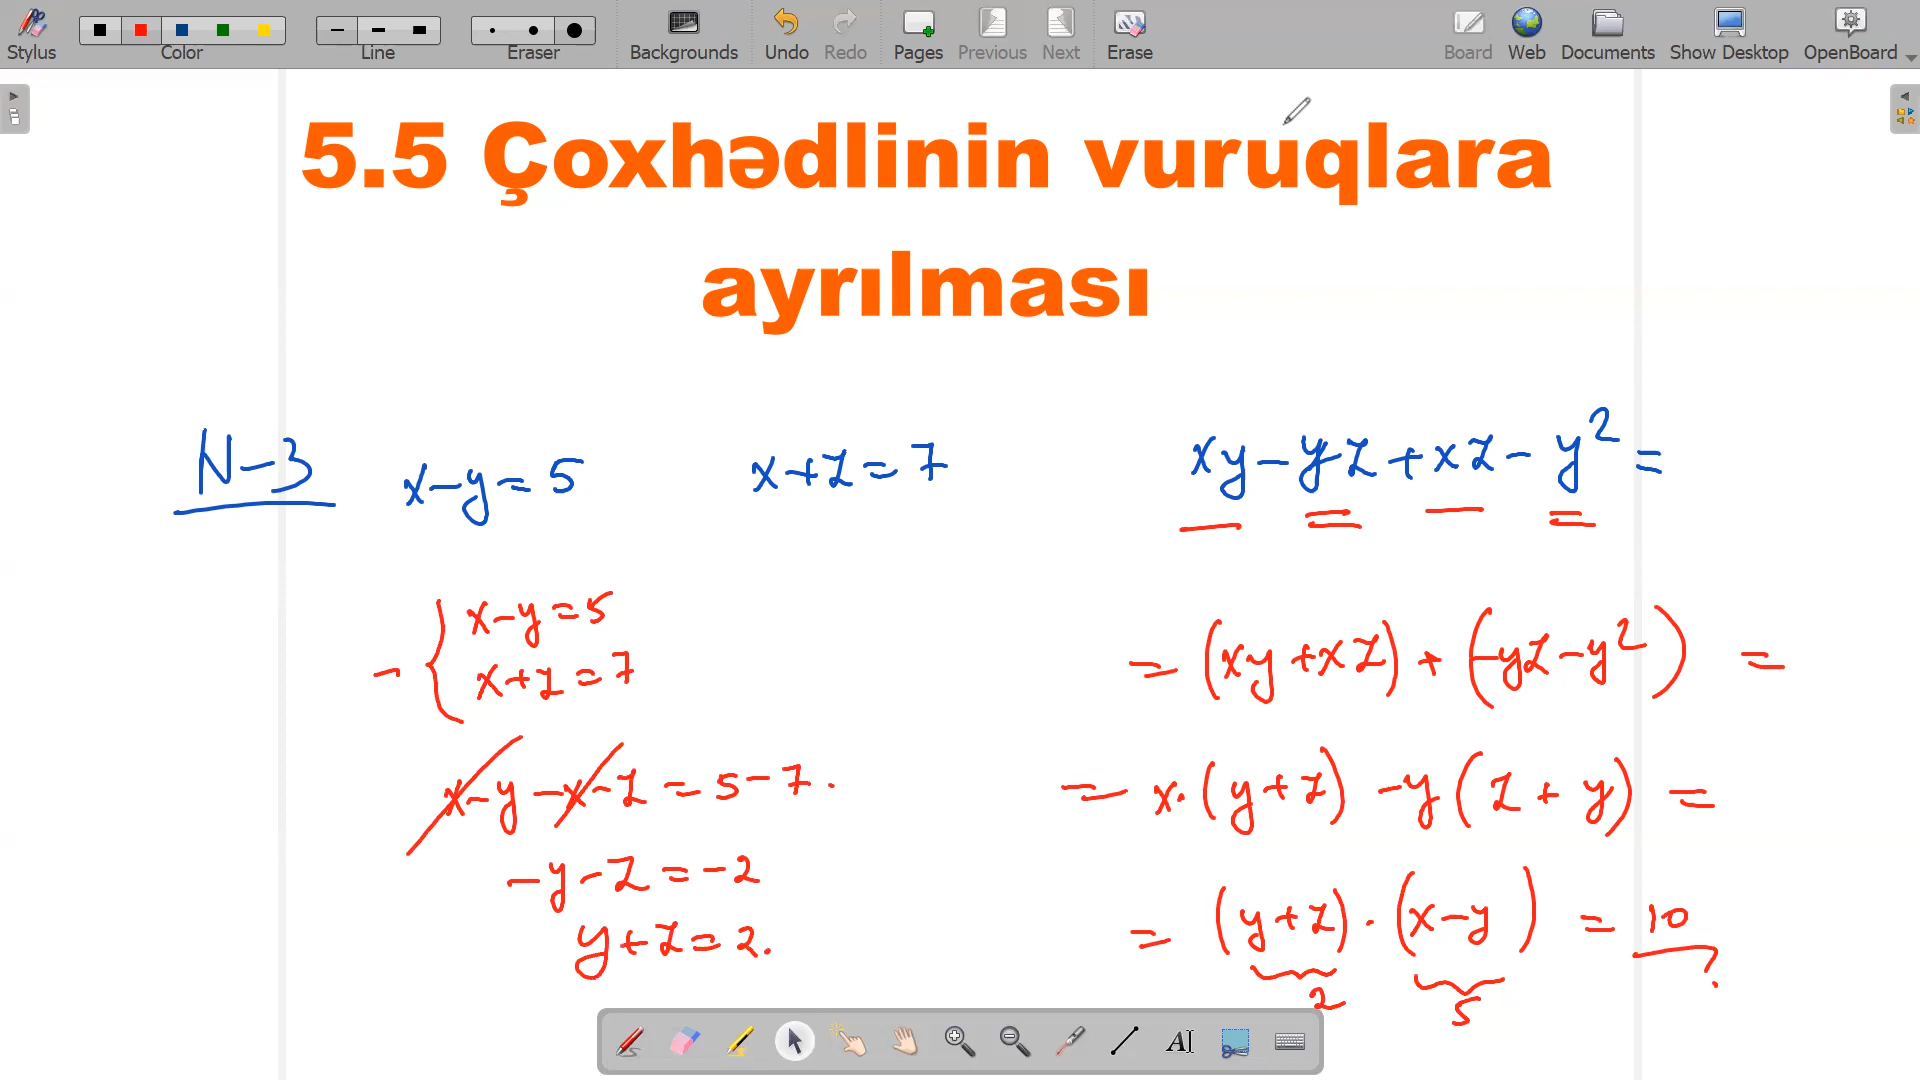 Stylus Color Line Eraser Backgrounds Undo Redo Pages Previous Next Erase Board Web Documents Show Desktop OpenBoard
5.5 Çoxhədlinin vuruqlara
ayrılması
N-3 x-y=5 x+z=7 xy-yz+xz-y²=
- { x-y=5
x+z=7
x-y-x-z=5-7.
-y-z=-2
y+z=2.
=(xy+xz)+(-yz-y²)=
=x·(y+z)-y(z+y)=
=(y+z)·(x-y)=10?
2 5
AI